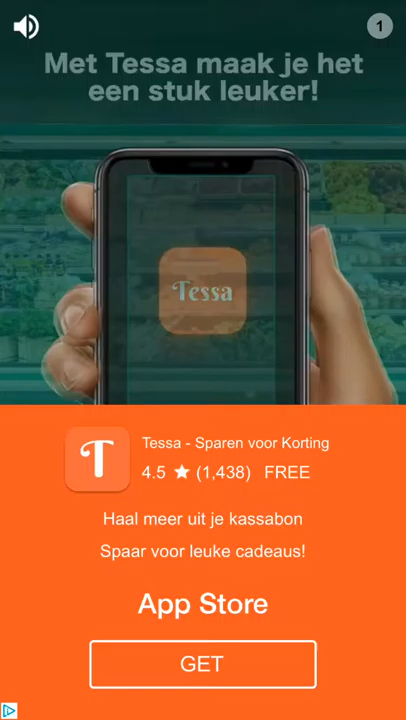 1
Met Tessa maak je het
een stuk leuker!
Tessa
T
Tessa - Sparen voor Korting
4.5 ★ (1,438) FREE
Haal meer uit je kassabon
Spaar voor leuke cadeaus!
App Store
GET